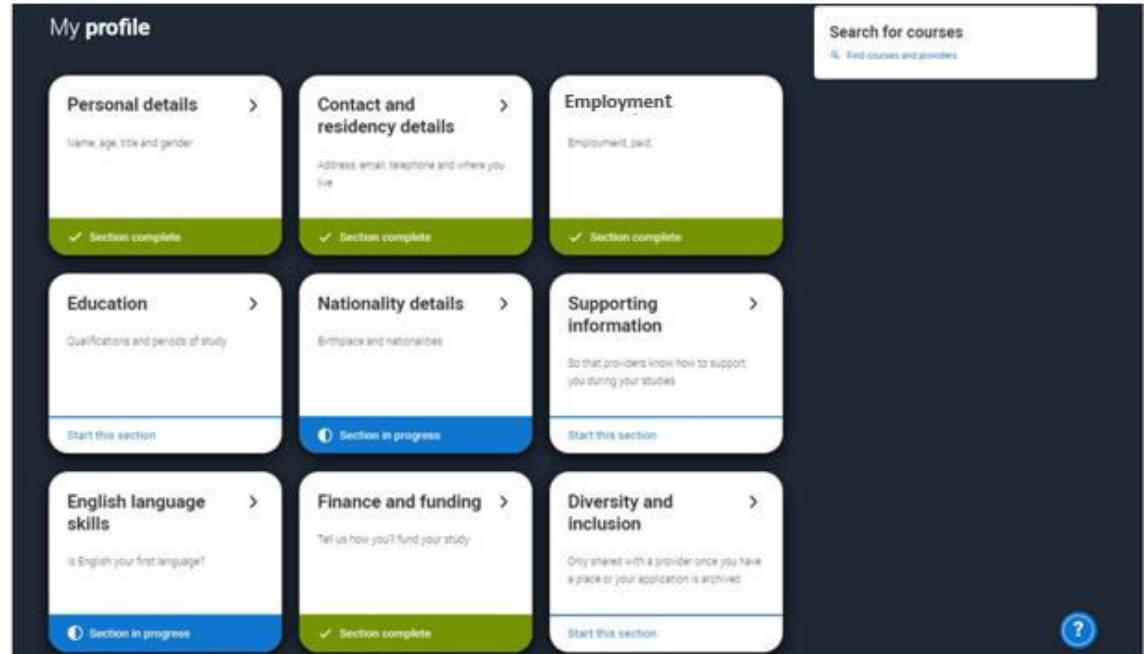 My profile
Search for courses
Find courses and providers
Personal details
Name, age, title and gender
Section complete
Contact and
residency details
Address, email, telephone and where you
live
Section complete
Employment
Employment, paid,
Section complete
Education
Qualifications and periods of study
Start this section
Nationality details
Birthplace and nationalities
Section in progress
Supporting
information
So that providers know how to support
you during your studies
Start this section
English language
skills
Is English your first language?
Section in progress
Finance and funding
Tell us how you'll fund your study
Section complete
Diversity and
inclusion
Only shared with a provider once you have
a place or your application is archived
Start this section
?